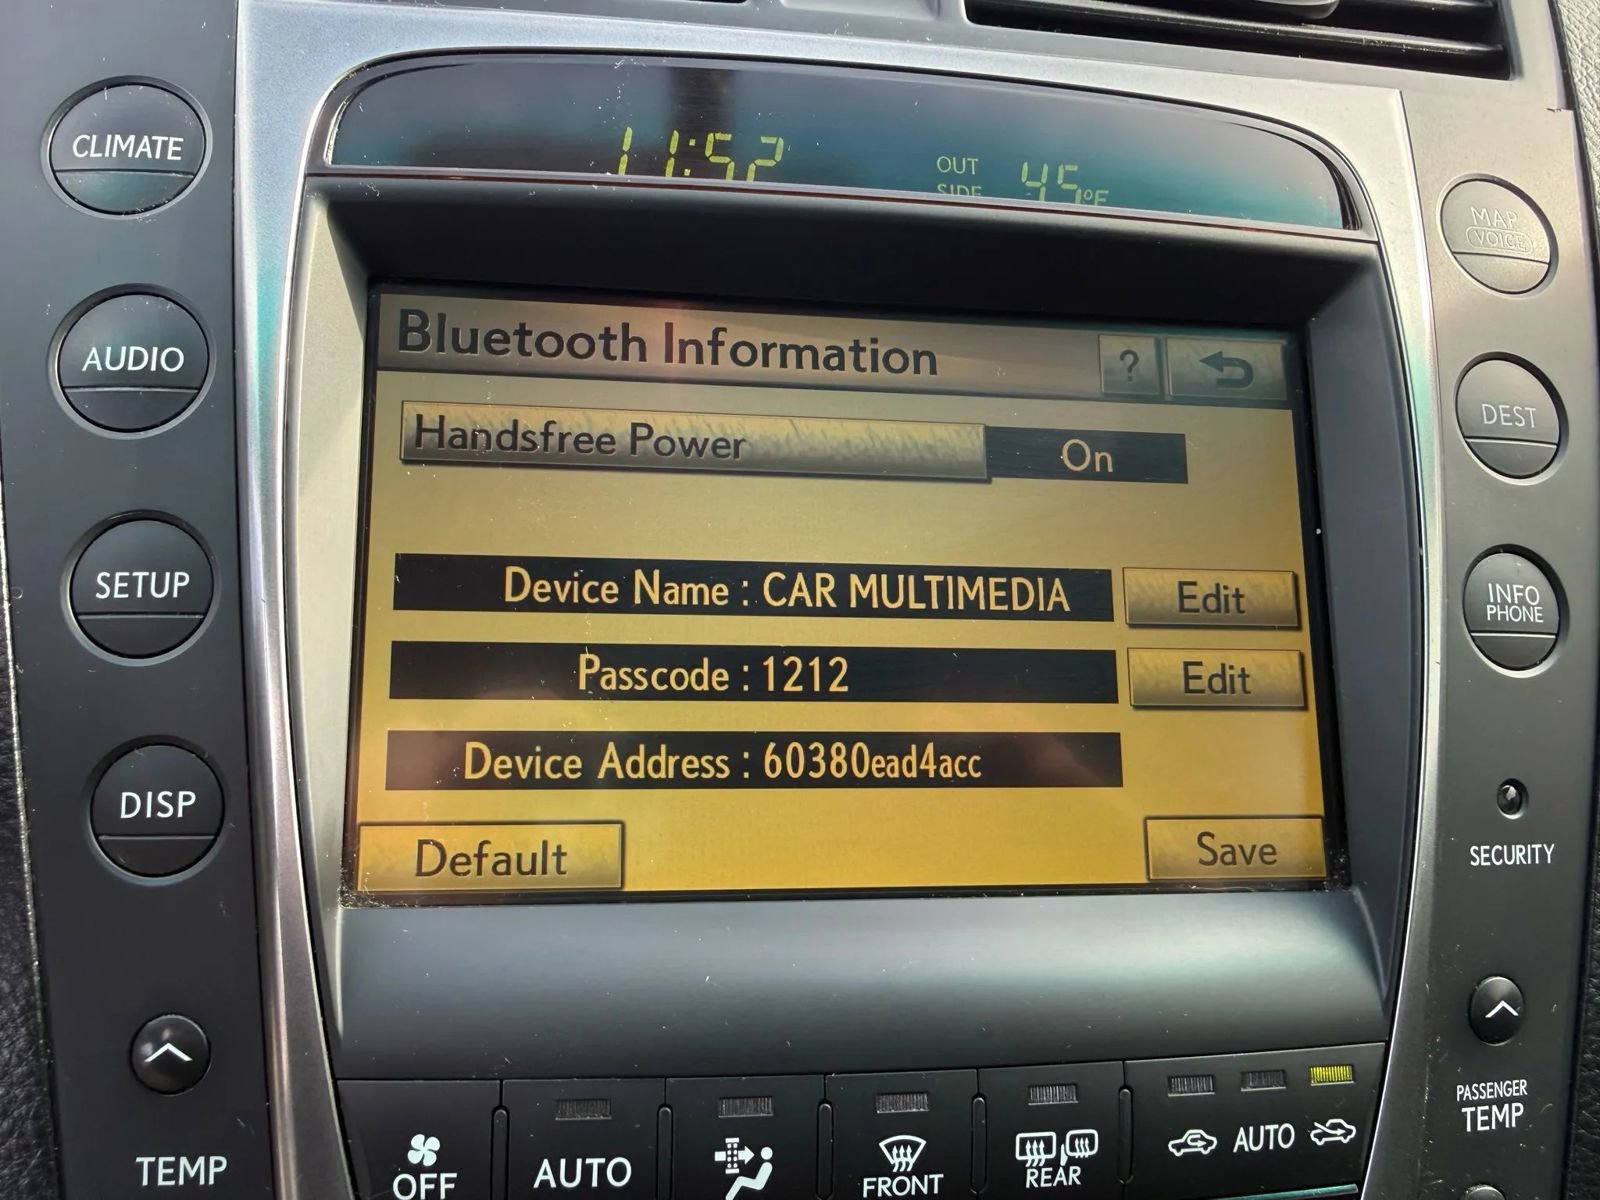 11:52
OUT
SIDE 45°F
CLIMATE
AUDIO
SETUP
DISP
TEMP
Bluetooth Information ?
Handsfree Power On
Device Name : CAR MULTIMEDIA Edit
Passcode : 1212 Edit
Device Address : 60380ead4acc
Default Save
MAP
VOICE
DEST
INFO
PHONE
SECURITY
PASSENGER
TEMP
OFF
AUTO
FRONT
REAR
AUTO